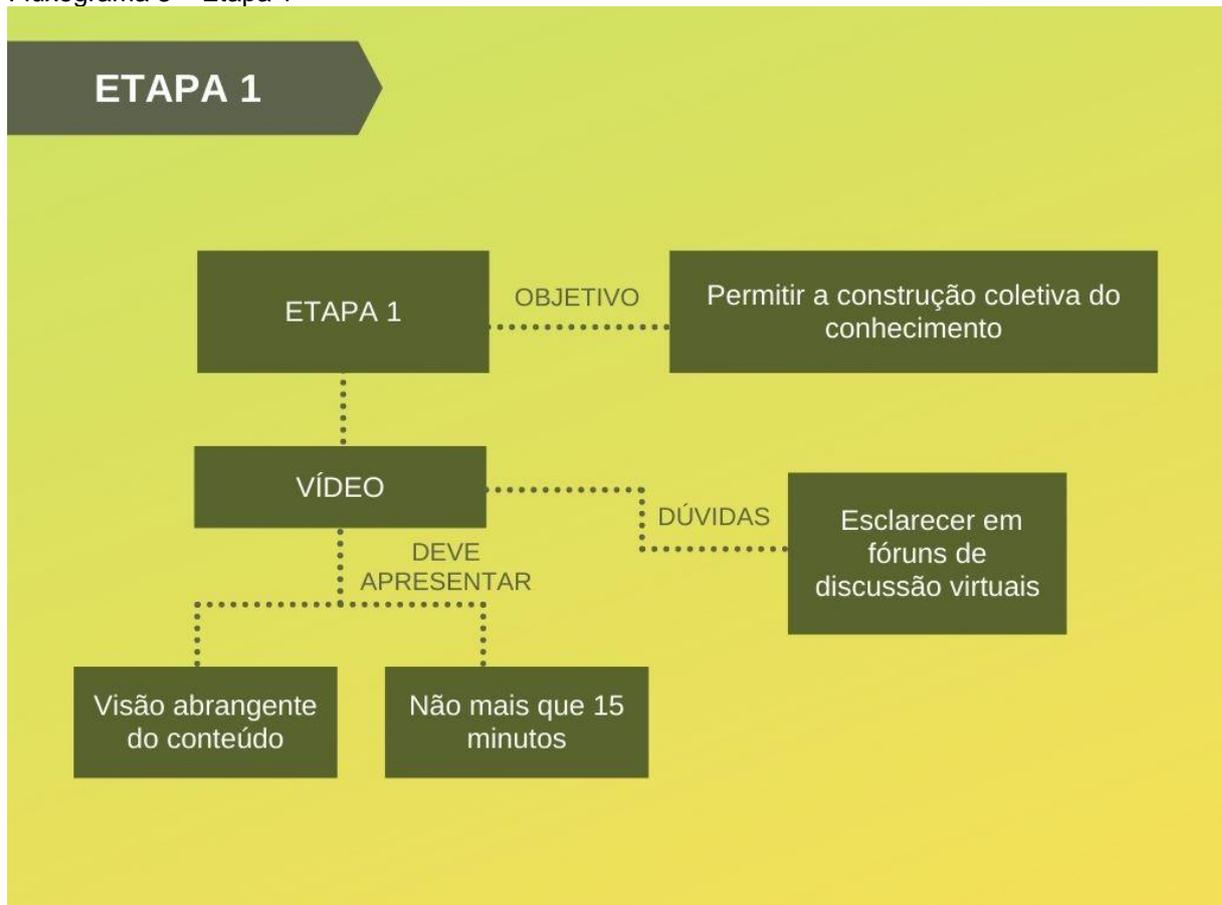 ETAPA 1
ETAPA 1
OBJETIVO
Permitir a construção coletiva do
conhecimento
VÍDEO
DÚVIDAS
Esclarecer em
fóruns de
discussão virtuais
DEVE
APRESENTAR
Visão abrangente
do conteúdo
Não mais que 15
minutos